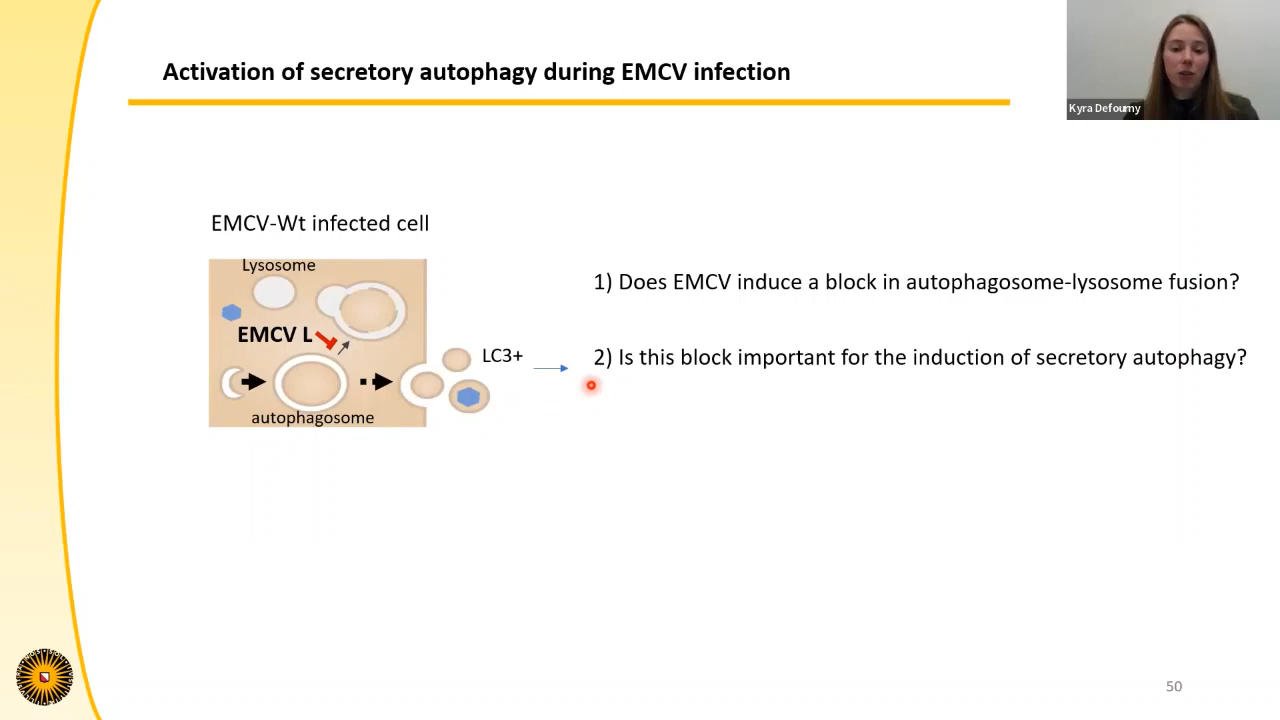 Activation of secretory autophagy during EMCV infection
Kyra Defourny
EMCV-Wt infected cell
Lysosome
EMCV L
autophagosome
LC3+
1) Does EMCV induce a block in autophagosome-lysosome fusion?
2) Is this block important for the induction of secretory autophagy?
50